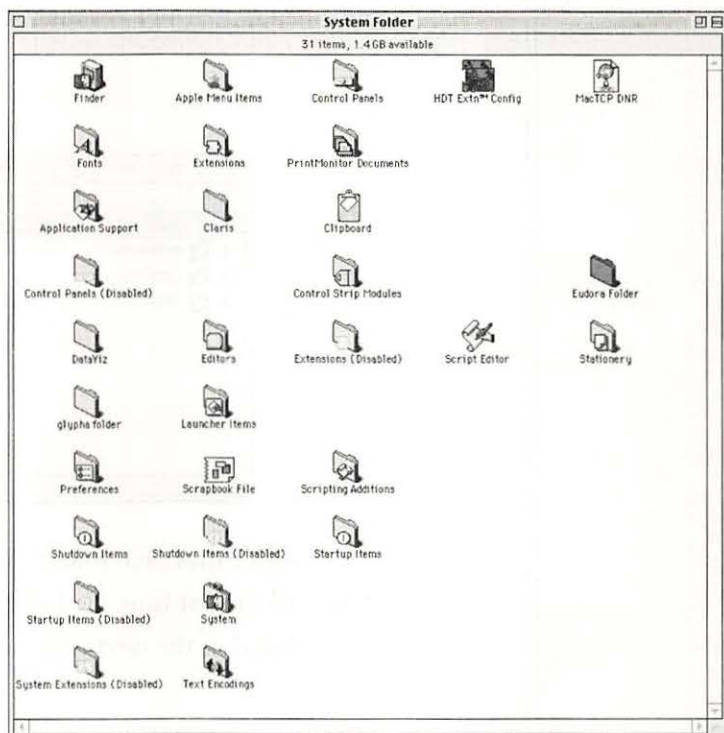 System Folder
31 items, 1.4 GB available
Finder Apple Menu Items Control Panels HDT Extn™ Config MacTCP DNR
Fonts Extensions PrintMonitor Documents
Application Support Claris Clipboard
Control Panels (Disabled) Control Strip Modules Eudora Folder
DataViz Editors Extensions (Disabled) Script Editor Stationery
glypha folder Launcher Items
Preferences Scrapbook File Scripting Additions
Shutdown Items Shutdown Items (Disabled) Startup Items
Startup Items (Disabled) System
System Extensions (Disabled) Text Encodings